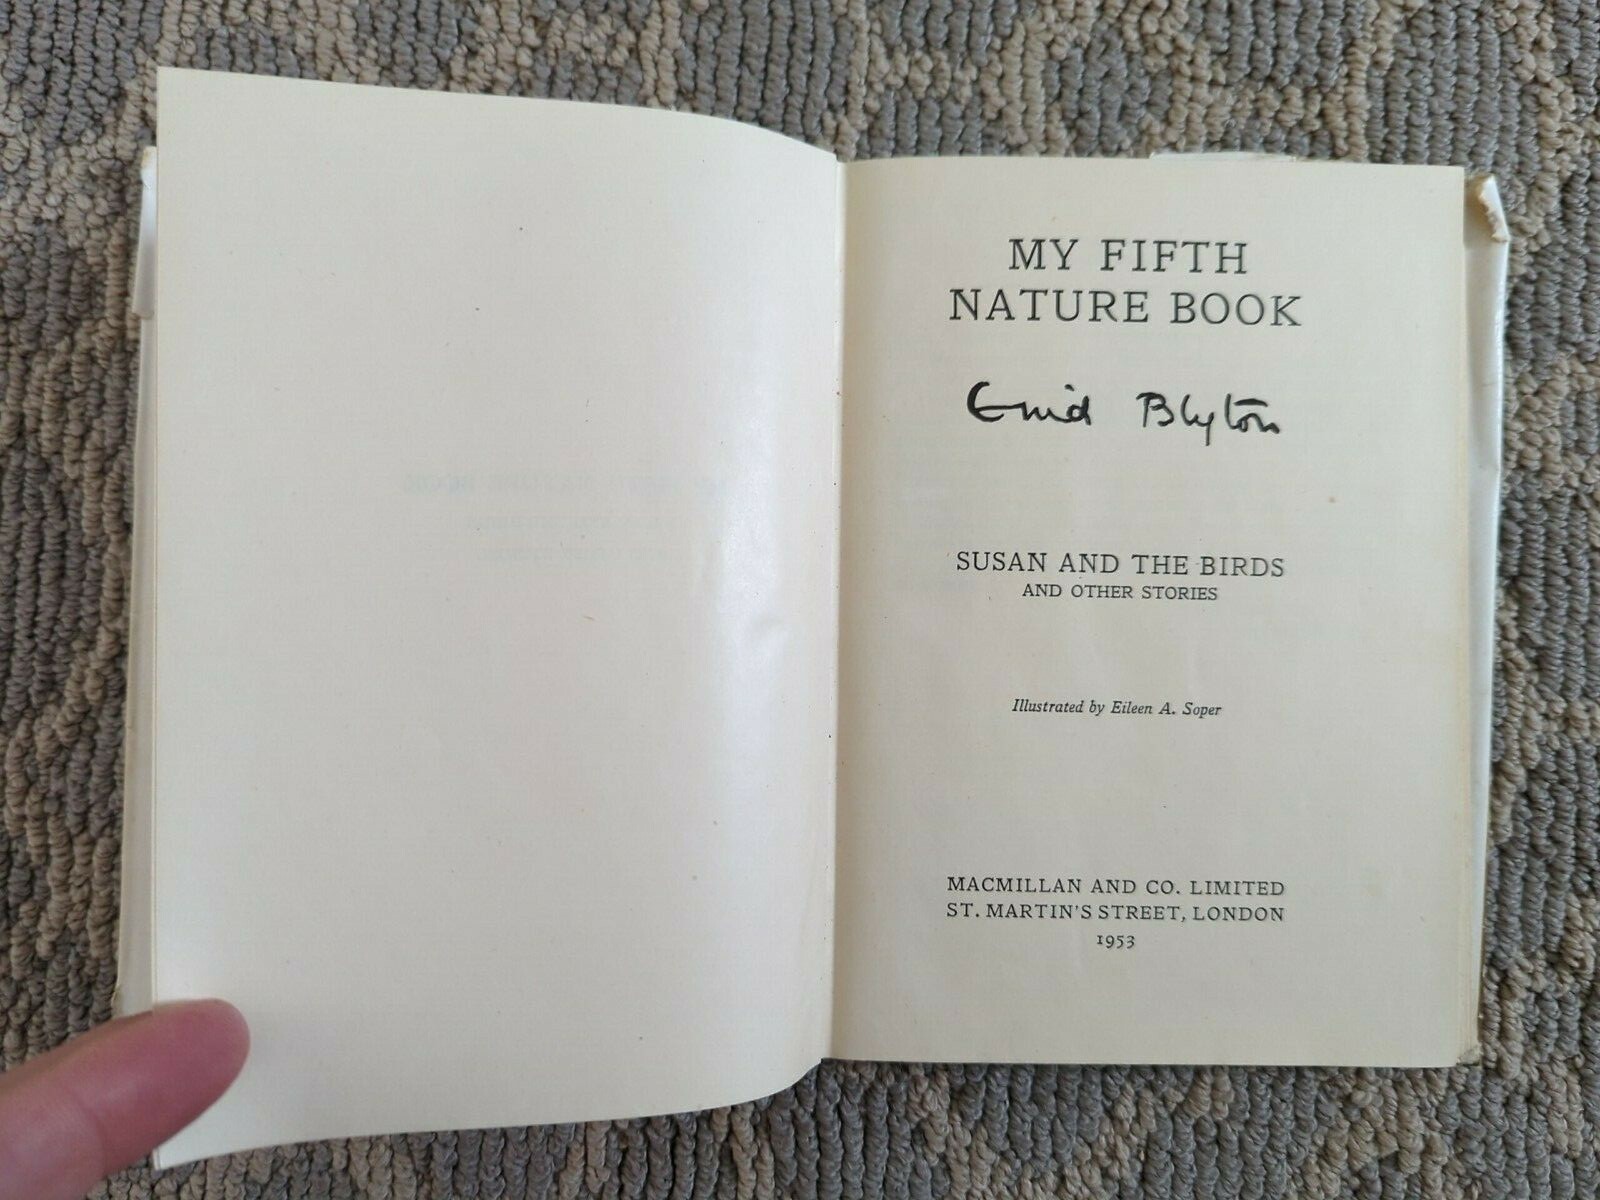 MY FIFTH
NATURE BOOK
Enid Blyton
SUSAN AND THE BIRDS
AND OTHER STORIES
Illustrated by Eileen A. Soper
MACMILLAN AND CO. LIMITED
ST. MARTIN'S STREET, LONDON
1953